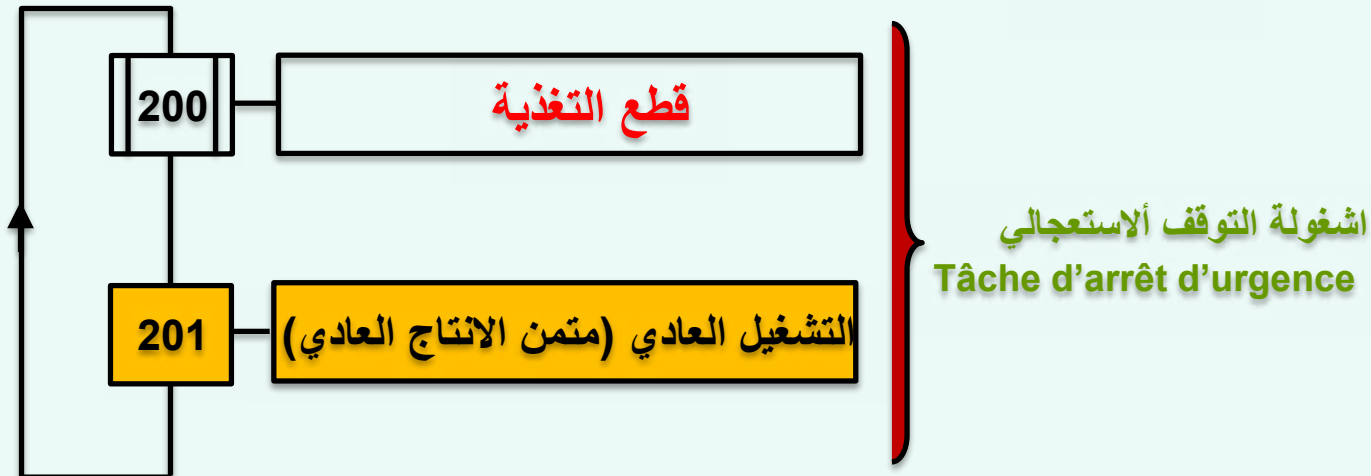 200
قطع التغذية
201
التشغيل العادي (متمن الانتاج العادي)
اشغولة التوقف ألاستعجالي
Tâche d’arrêt d’urgence